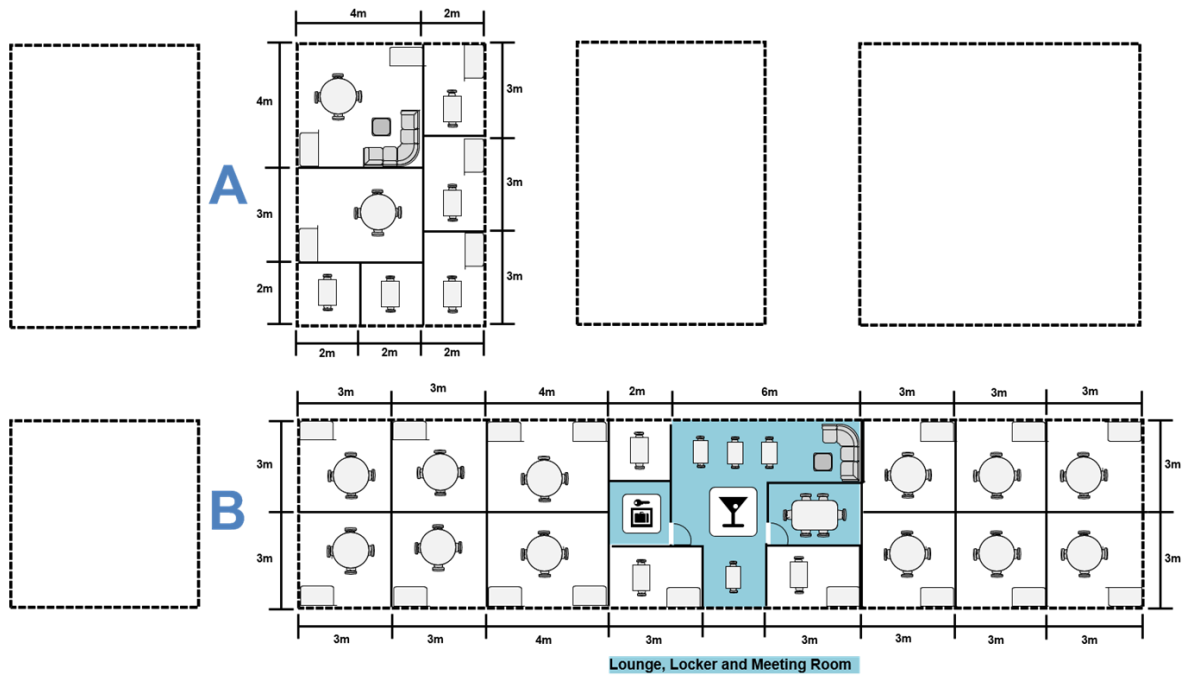 4m 2m
4m 3m
A
3m 3m
2m 3m
2m 2m 2m
3m 3m 4m 2m 6m 3m 3m 3m
3m 3m
B
3m 3m
3m 3m 4m 3m 3m 3m 3m 3m
Lounge, Locker and Meeting Room